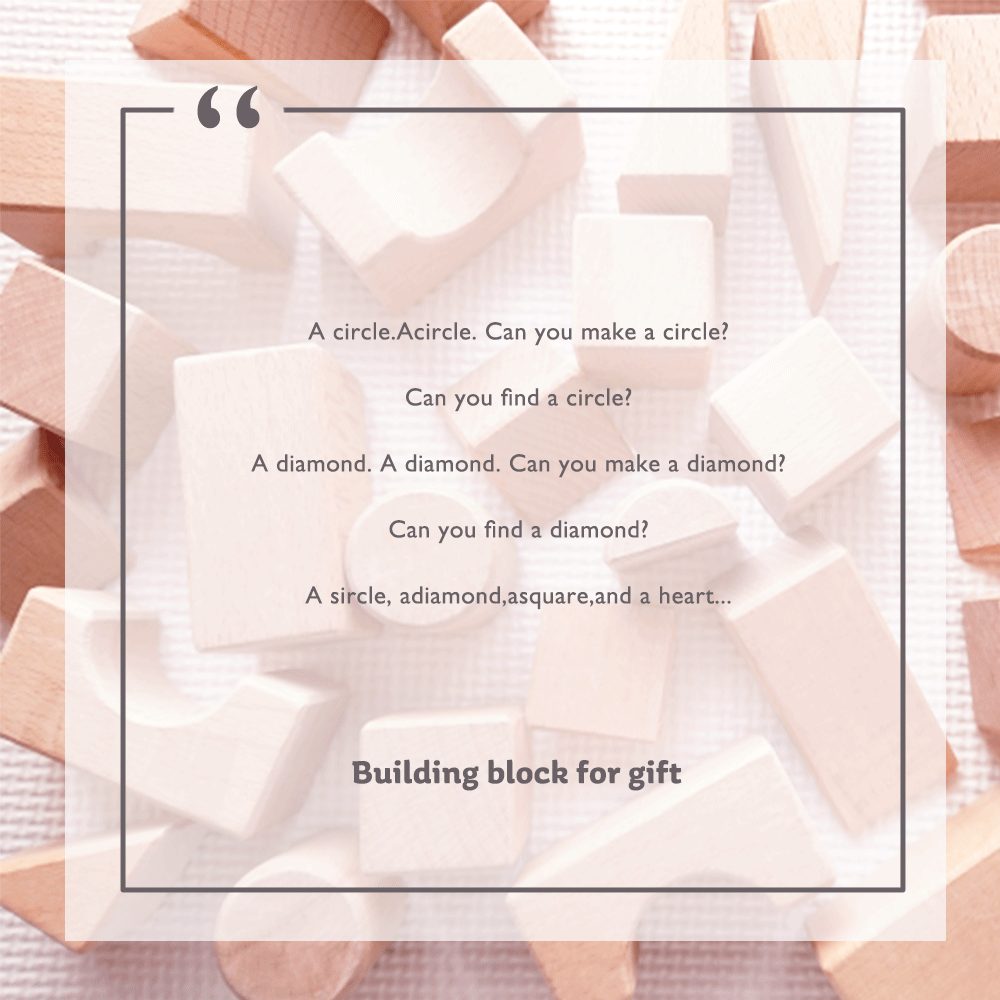 “
A circle.Acircle. Can you make a circle?
Can you find a circle?
A diamond. A diamond. Can you make a diamond?
Can you find a diamond?
A sircle, adiamond,asquare,and a heart...
Building block for gift